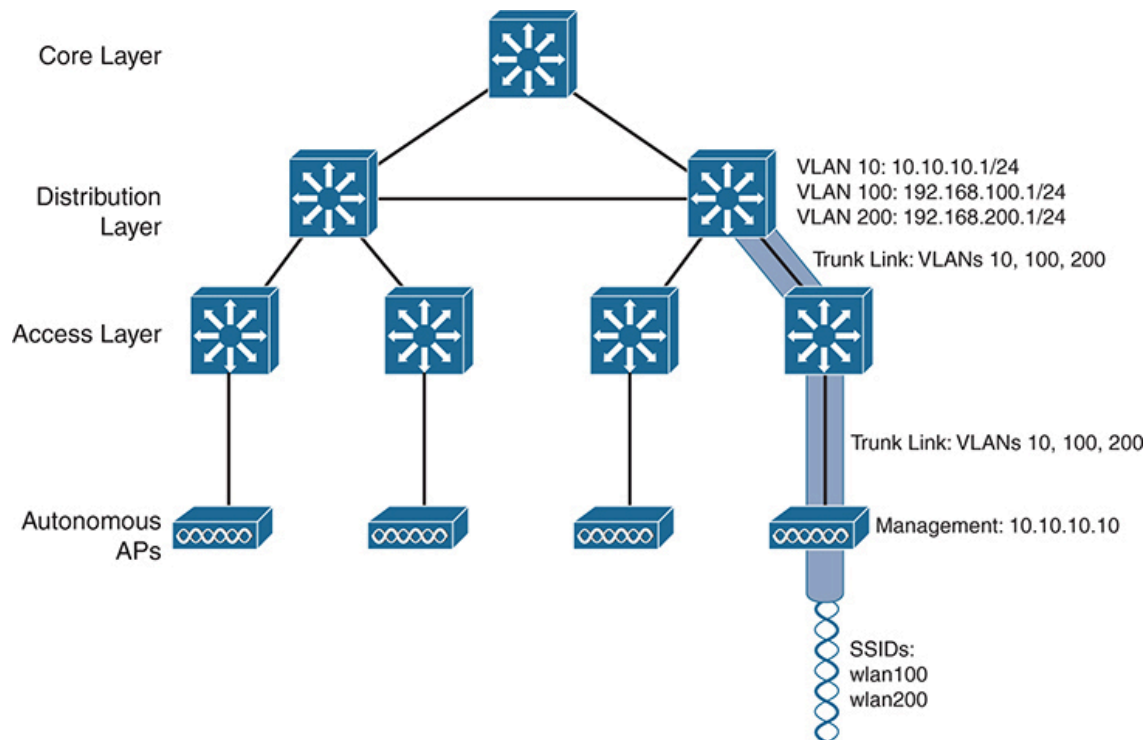 Core Layer
Distribution
Layer
VLAN 10: 10.10.10.1/24
VLAN 100: 192.168.100.1/24
VLAN 200: 192.168.200.1/24
Trunk Link: VLANs 10, 100, 200
Access Layer
Trunk Link: VLANs 10, 100, 200
Autonomous
APs
Management: 10.10.10.10
SSIDs:
wlan100
wlan200